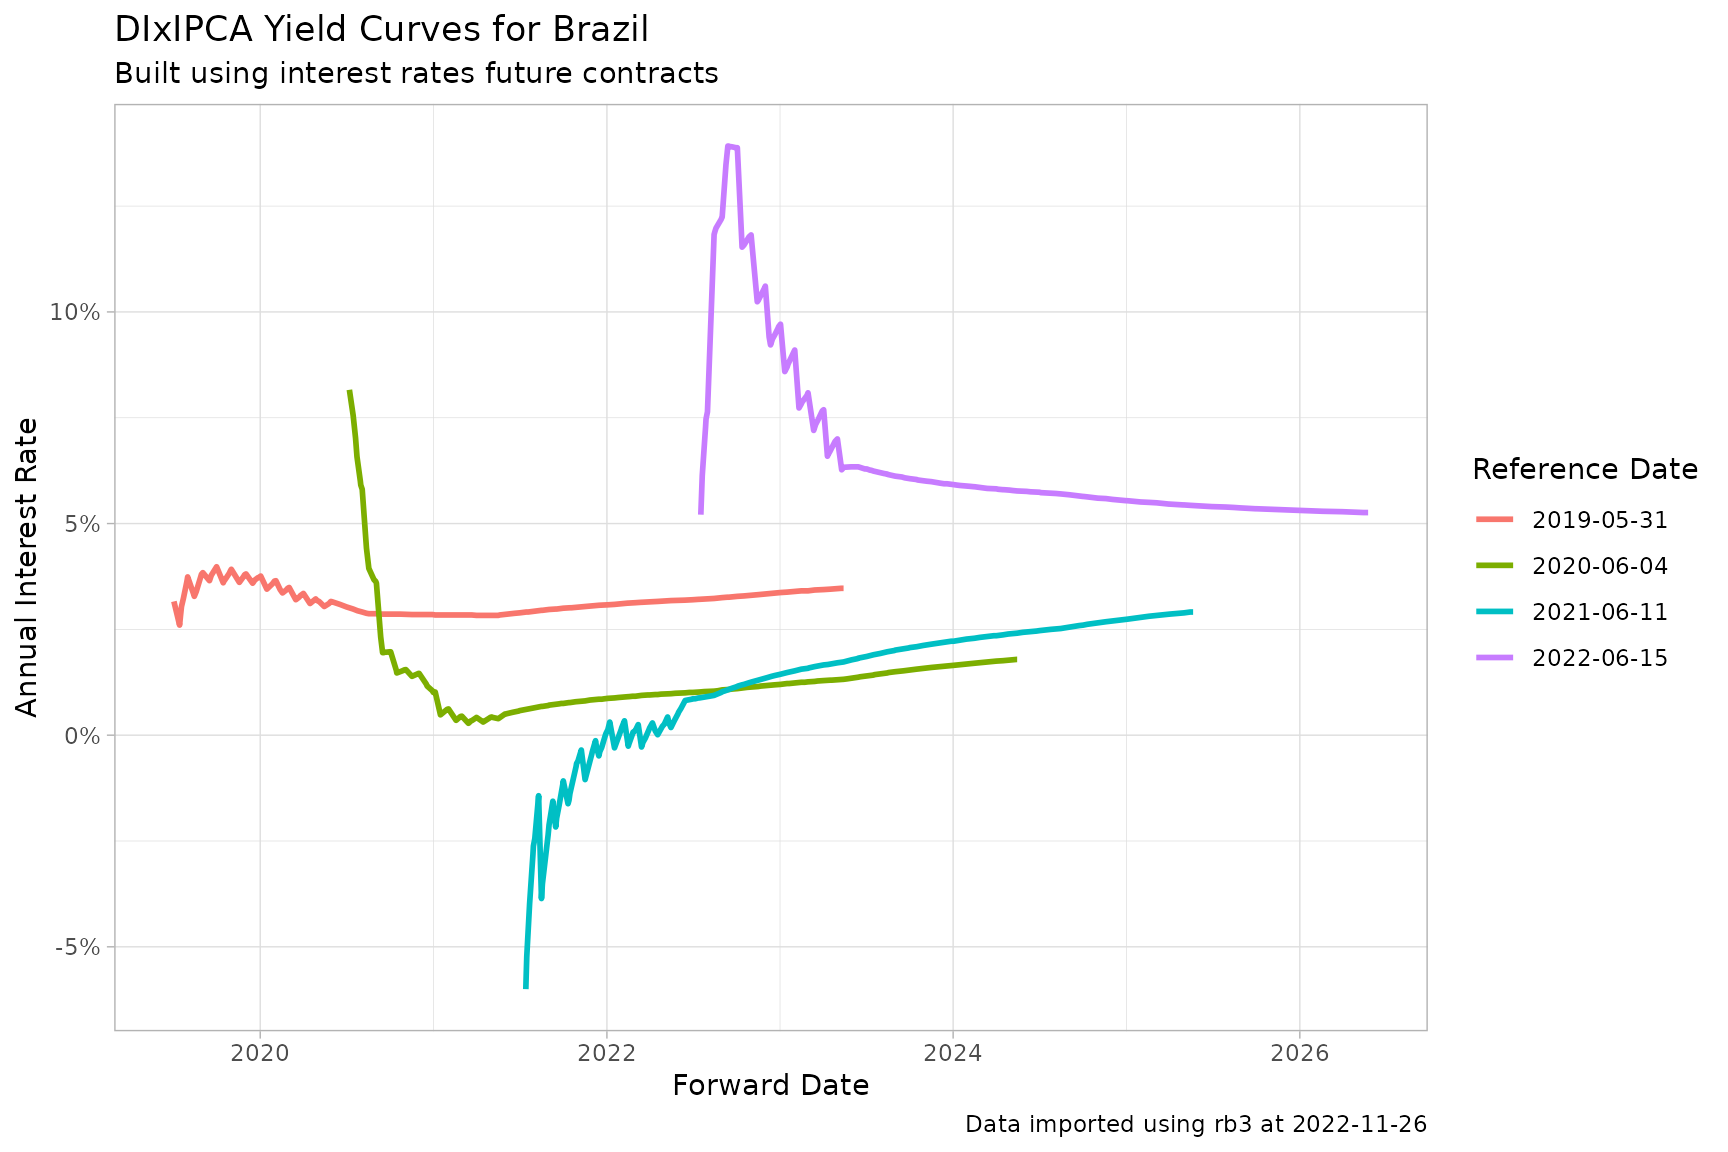 DIxIPCA Yield Curves for Brazil
Built using interest rates future contracts
Annual Interest Rate
10%
5%
0%
-5%
2020
2022
2024
2026
Forward Date
Reference Date
2019-05-31
2020-06-04
2021-06-11
2022-06-15
Data imported using rb3 at 2022-11-26